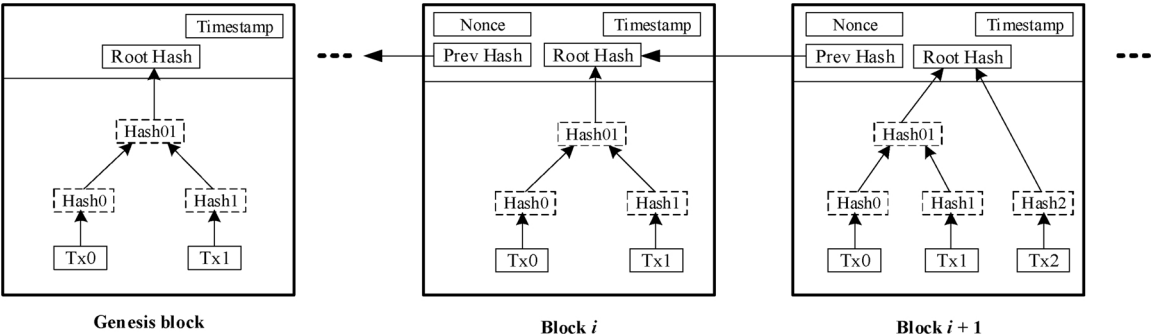 Timestamp
Root Hash
Hash01
Hash0 Hash1
Tx0 Tx1
Genesis block
Nonce Timestamp
Prev Hash Root Hash
Hash01
Hash0 Hash1
Tx0 Tx1
Block i
Nonce Timestamp
Prev Hash Root Hash
Hash01
Hash0 Hash1 Hash2
Tx0 Tx1 Tx2
Block i + 1